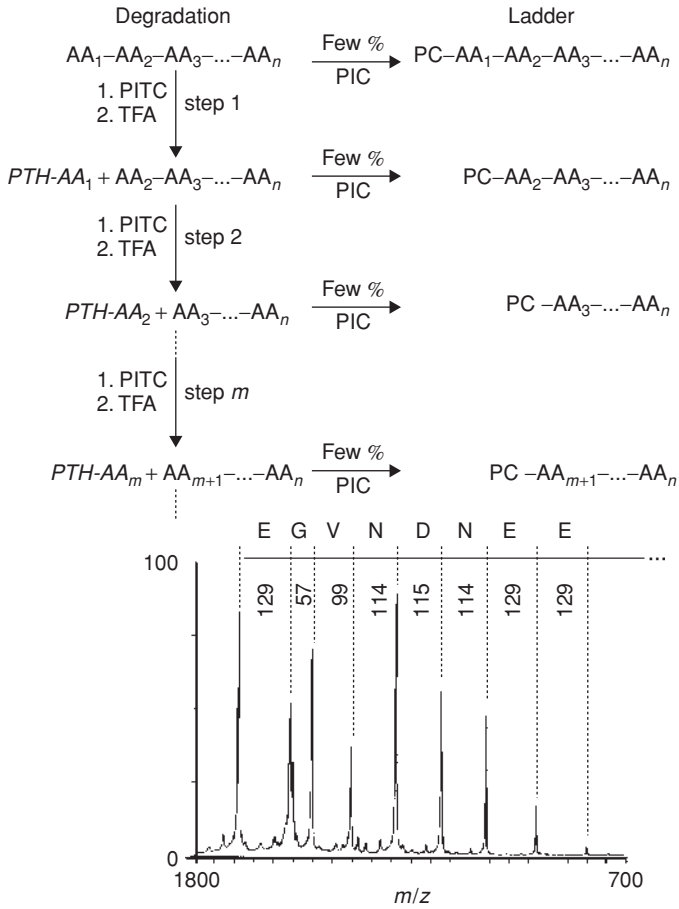 Degradation Ladder
AA₁–AA₂–AA₃–...–AAₙ Few % PIC PC–AA₁–AA₂–AA₃–...–AAₙ
1. PITC
2. TFA
step 1
PTH-AA₁ + AA₂–AA₃–...–AAₙ Few % PIC PC–AA₂–AA₃–...–AAₙ
1. PITC
2. TFA
step 2
PTH-AA₂ + AA₃–...–AAₙ Few % PIC PC –AA₃–...–AAₙ
1. PITC
2. TFA
step m
PTH-AAₘ + AAₘ₊₁–...–AAₙ Few % PIC PC –AAₘ₊₁–...–AAₙ
E G V N D N E E
...
100
129 57 99 114 115 114 129 129
0
1800 700
m/z